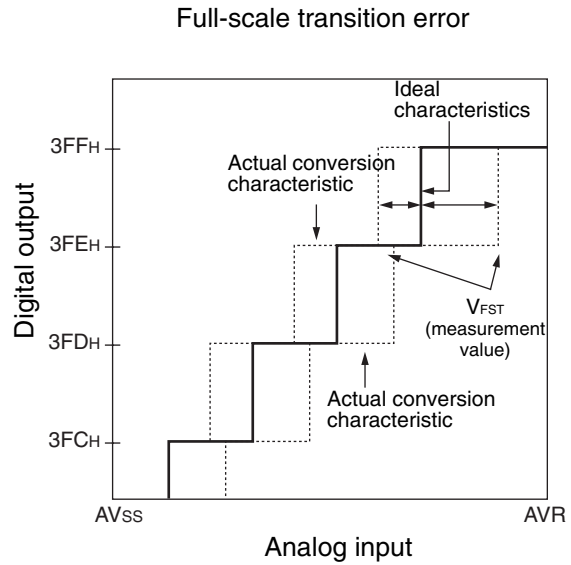 Full-scale transition error
Ideal
characteristics
3FFH
Actual conversion
characteristic
3FEH
Digital output
VFST
(measurement
value)
3FDH
Actual conversion
characteristic
3FCH
AVSS
AVR
Analog input